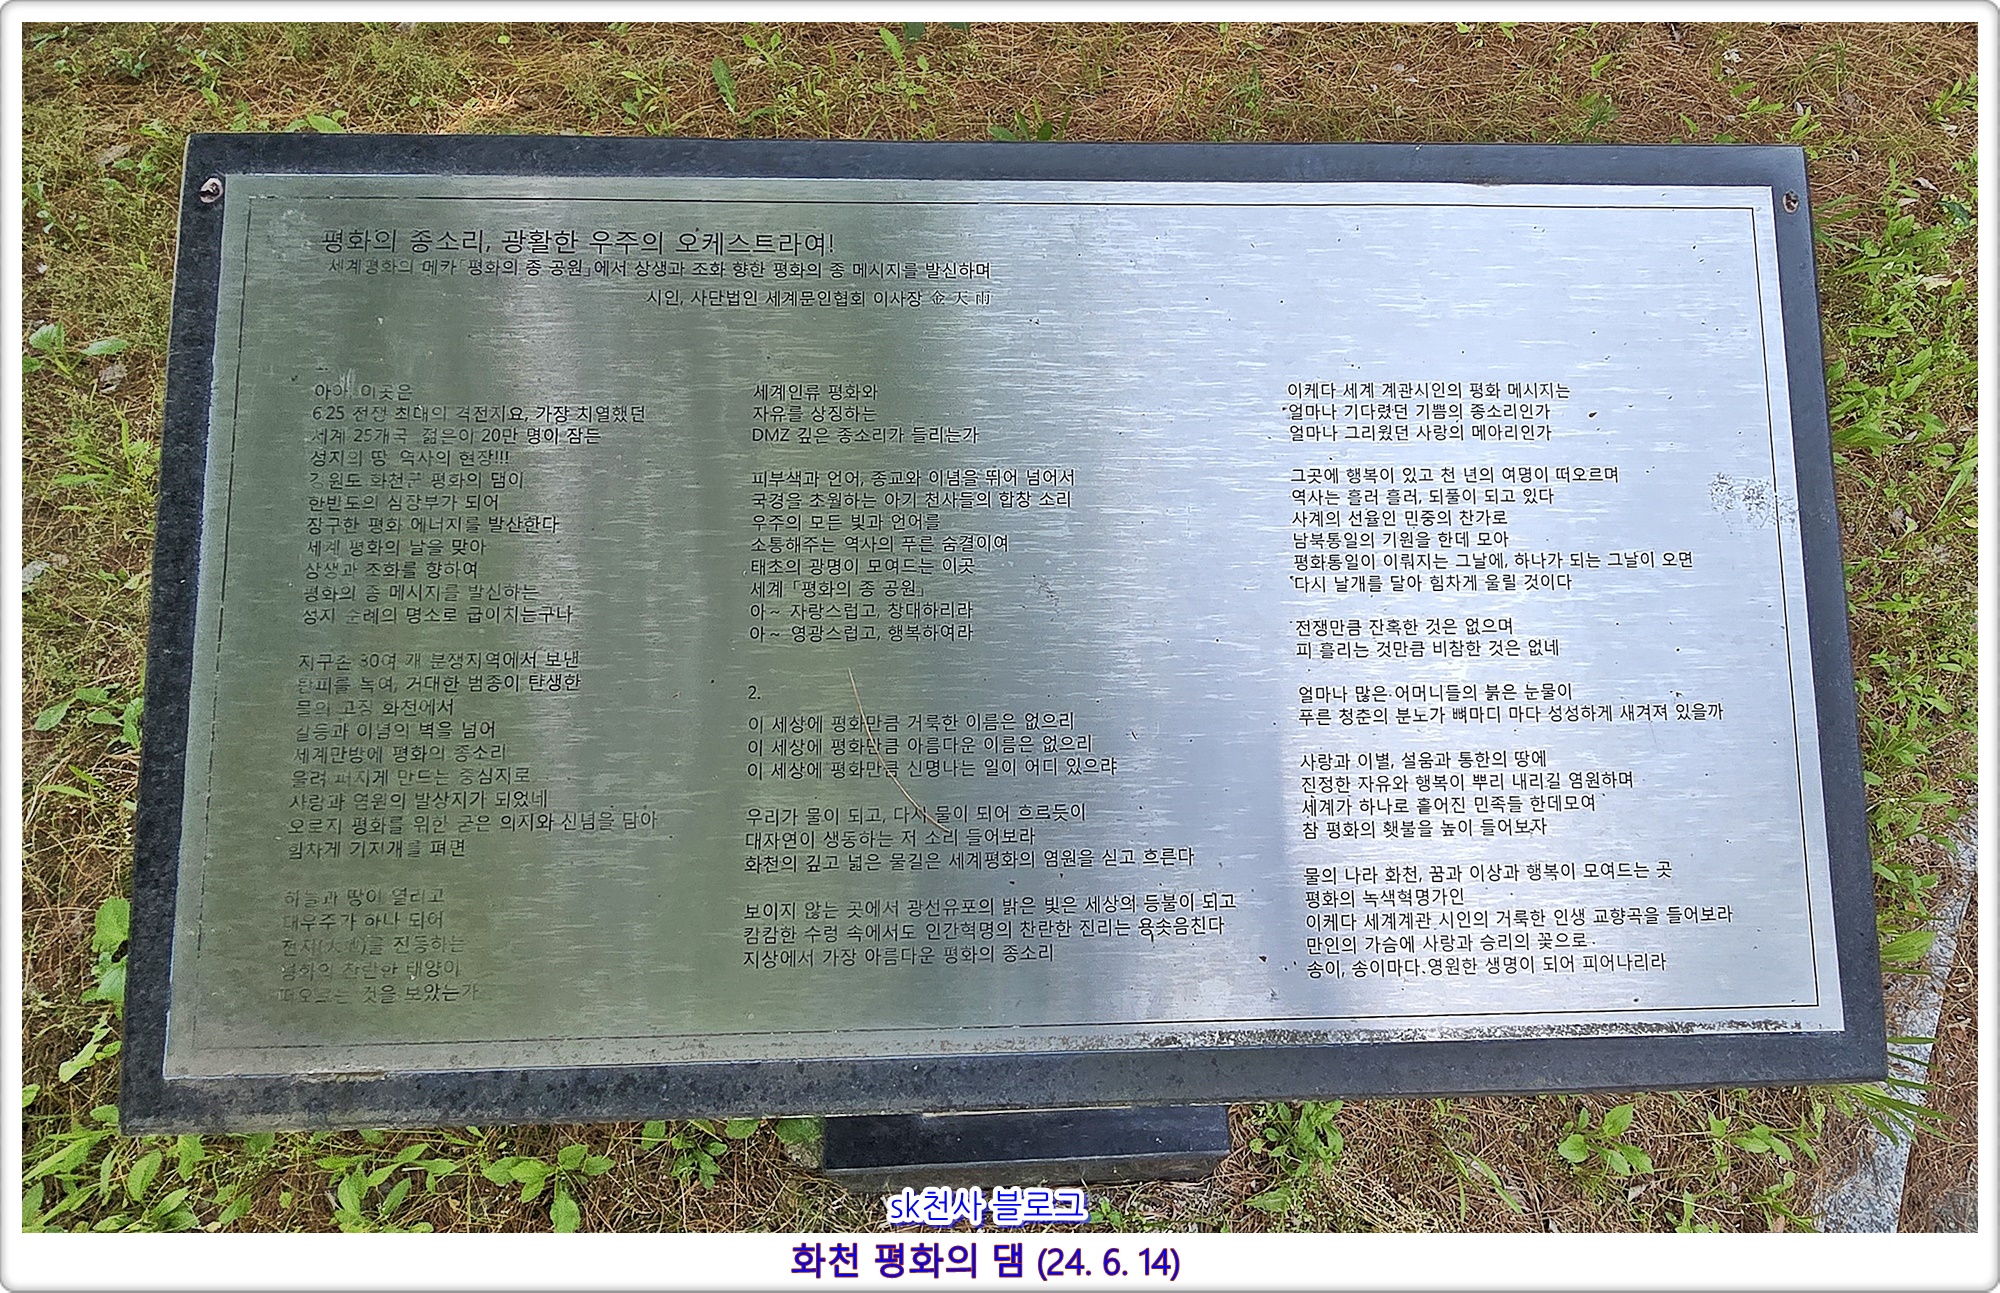 평화의 종소리, 광활한 우주의 오케스트라여!
세계평화의 메카「평화의 종 공원」에서 상생과 조화 향한 평화의 종 메시지를 발신하며
시인, 사단법인 세계문인협회 이사장 金 天 雨
아아, 이곳은
6.25 전쟁 최대의 격전지요, 가장 치열했던
세계 25개국 젊은이 20만 명이 잠든
성지의 땅 역사의 현장!!!
강원도 화천군 평화의 댐이
한반도의 심장부가 되어
장구한 평화 에너지를 발산한다
세계 평화의 날을 맞아
상생과 조화를 향하여
평화의 종 메시지를 발신하는
성지 순례의 명소로 굽이치는구나
지구촌 30여 개 분쟁지역에서 보낸
탄피를 녹여, 거대한 범종이 탄생한
물의 고장 화천에서
갈등과 이념의 벽을 넘어
세계만방에 평화의 종소리
울려 퍼지게 만드는 중심지로
사랑과 염원의 발상지가 되었네
오로지 평화를 위한 굳은 의지와 신념을 담아
힘차게 기지개를 펴면
하늘과 땅이 열리고
대우주가 하나 되어
천지(天地)를 진동하는
평화의 찬란한 태양이
떠오르는 것을 보았는가
세계인류 평화와
자유를 상징하는
DMZ 깊은 종소리가 들리는가
피부색과 언어, 종교와 이념을 뛰어 넘어서
국경을 초월하는 아기 천사들의 합창 소리
우주의 모든 빛과 언어를
소통해주는 역사의 푸른 숨결이여
태초의 광명이 모여드는 이곳
세계「평화의 종 공원」
아~ 자랑스럽고, 창대하리라
아~ 영광스럽고, 행복하여라
2.
이 세상에 평화만큼 거룩한 이름은 없으리
이 세상에 평화만큼 아름다운 이름은 없으리
이 세상에 평화만큼 신명나는 일이 어디 있으랴
우리가 물이 되고, 다시 물이 되어 흐르듯이
대자연이 생동하는 저 소리 들어보라
화천의 깊고 넓은 물길은 세계평화의 염원을 싣고 흐른다
보이지 않는 곳에서 광선유포의 밝은 빛은 세상의 등불이 되고
캄캄한 수렁 속에서도 인간혁명의 찬란한 진리는 용솟음친다
지상에서 가장 아름다운 평화의 종소리
이케다 세계 계관시인의 평화 메시지는
얼마나 기다렸던 기쁨의 종소리인가
얼마나 그리웠던 사랑의 메아리인가
그곳에 행복이 있고 천 년의 여명이 떠오르며
역사는 흘러 흘러, 되풀이 되고 있다
사계의 선율인 민중의 찬가로
남북통일의 기원을 한데 모아
평화통일이 이뤄지는 그날에, 하나가 되는 그날이 오면
다시 날개를 달아 힘차게 울릴 것이다
전쟁만큼 잔혹한 것은 없으며
피 흘리는 것만큼 비참한 것은 없네
얼마나 많은 어머니들의 붉은 눈물이
푸른 청춘의 분노가 뼈마디 마다 성성하게 새겨져 있을까
사랑과 이별, 설움과 통한의 땅에
진정한 자유와 행복이 뿌리 내리길 염원하며
세계가 하나로 흩어진 민족들 한데모여
참 평화의 횃불을 높이 들어보자
물의 나라 화천, 꿈과 이상과 행복이 모여드는 곳
평화의 녹색혁명가인
이케다 세계계관 시인의 거룩한 인생 교향곡을 들어보라
만인의 가슴에 사랑과 승리의 꽃으로
송이, 송이마다 영원한 생명이 되어 피어나리라
sk천사 블로그
화천 평화의 댐 (24. 6. 14)